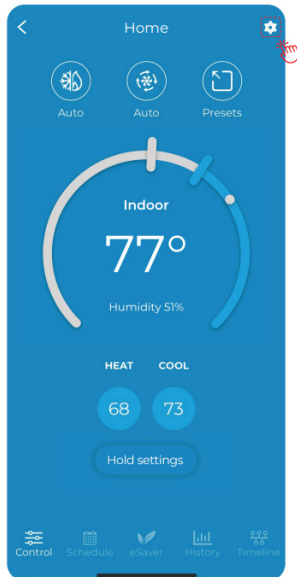 Home
Auto Auto Presets
Indoor
77°
Humidity 51%
HEAT COOL
68 73
Hold settings
Control Schedule eSaver History Timeline